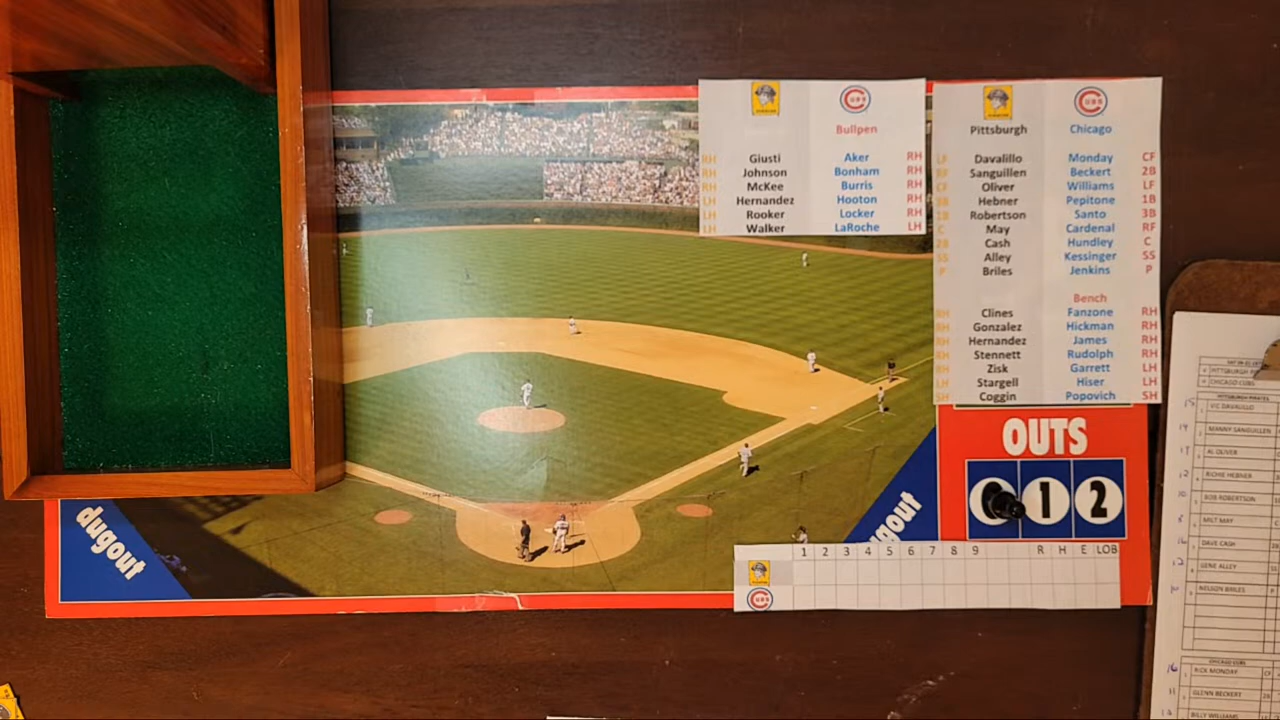 Bullpen
RH Giusti Aker RH
RH Johnson Bonham RH
RH McKee Burris RH
LH Hernandez Hooton RH
LH Rooker Locker RH
LH Walker LaRoche LH
CUBS
Pittsburgh Chicago
LF Davalillo Monday CF
RF Sanguillen Beckert 2B
CF Oliver Williams LF
3B Hebner Pepitone 1B
1B Robertson Santo 3B
C May Cardenal RF
2B Cash Hundley C
SS Alley Kessinger SS
P Briles Jenkins P
Bench
RH Clines Fanzone RH
RH Gonzalez Hickman RH
RH Hernandez James RH
RH Stennett Rudolph RH
LH Zisk Garrett LH
LH Stargell Hiser LH
SH Coggin Popovich SH
OUTS
1 2
dugout
1 2 3 4 5 6 7 8 9 R H E LOB
CHICAGO CUBS
PITTSBURGH PIRATES
VIC DAVALILLO
MANNY SANGUILLEN
AL OLIVER
RICHIE HEBNER
BOB ROBERTSON
MILT MAY
DAVE CASH
GENE ALLEY
NELSON BRILES P
CHICAGO CUBS
RICK MONDAY CF
GLENN BECKERT
BILLY WILLIAMS